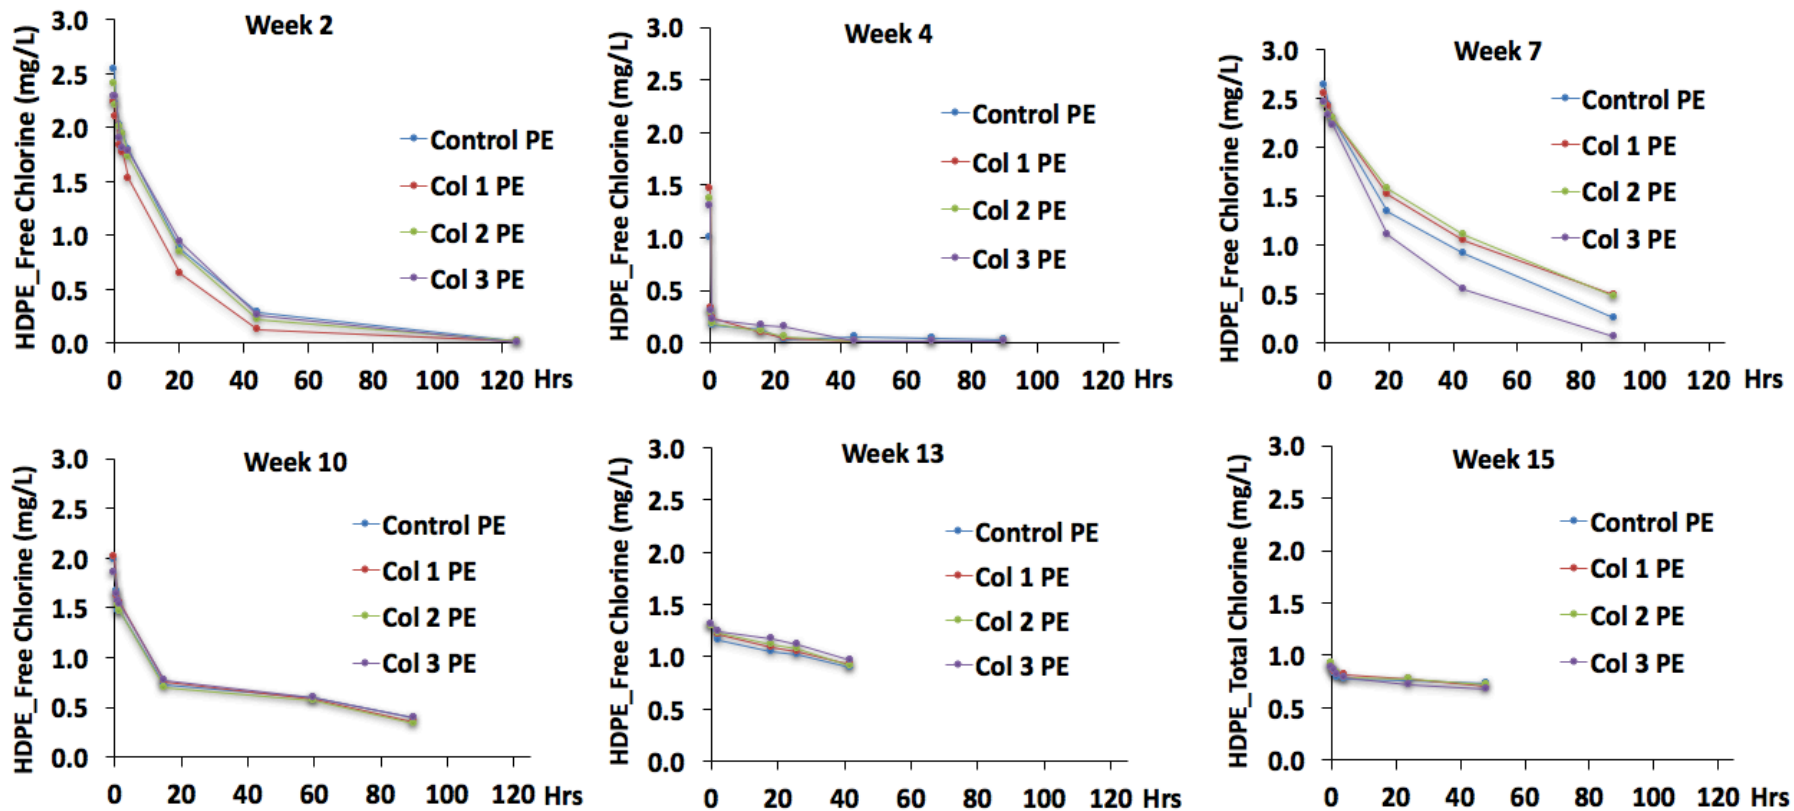 Week 2
HDPE_Free Chlorine (mg/L)
3.0
2.5
2.0
1.5
1.0
0.5
0.0
0 20 40 60 80 100 120 Hrs
Control PE
Col 1 PE
Col 2 PE
Col 3 PE
Week 4
HDPE_Free Chlorine (mg/L)
3.0
2.5
2.0
1.5
1.0
0.5
0.0
0 20 40 60 80 100 120 Hrs
Control PE
Col 1 PE
Col 2 PE
Col 3 PE
Week 7
HDPE_Free Chlorine (mg/L)
3.0
2.5
2.0
1.5
1.0
0.5
0.0
0 20 40 60 80 100 120 Hrs
Control PE
Col 1 PE
Col 2 PE
Col 3 PE
Week 10
HDPE_Free Chlorine (mg/L)
3.0
2.5
2.0
1.5
1.0
0.5
0.0
0 20 40 60 80 100 120 Hrs
Control PE
Col 1 PE
Col 2 PE
Col 3 PE
Week 13
HDPE_Free Chlorine (mg/L)
3.0
2.5
2.0
1.5
1.0
0.5
0.0
0 20 40 60 80 100 120 Hrs
Control PE
Col 1 PE
Col 2 PE
Col 3 PE
Week 15
HDPE_Total Chlorine (mg/L)
3.0
2.5
2.0
1.5
1.0
0.5
0.0
0 20 40 60 80 100 120 Hrs
Control PE
Col 1 PE
Col 2 PE
Col 3 PE